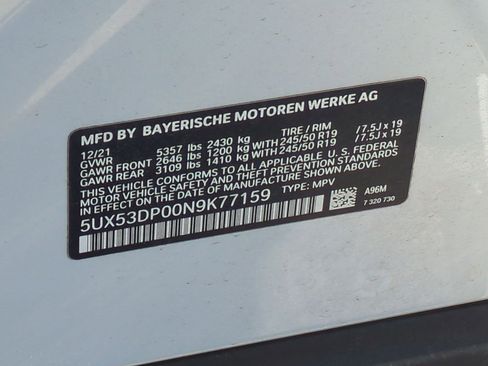 MFD BY BAYERISCHE MOTOREN WERKE AG
12/21 5357 lbs 2430 kg TIRE / RIM
GVWR
GAWR FRONT 2646 lbs 1200 kg WITH 245/50 R19 /7.5J x 19
GAWR REAR 3109 lbs 1410 kg WITH 245/50 R19 /7.5J x 19
THIS VEHICLE CONFORMS TO ALL APPLICABLE U.S. FEDERAL
MOTOR VEHICLE SAFETY AND THEFT PREVENTION STANDARDS
IN EFFECT ON THE DATE OF MANUFACTURE SHOWN ABOVE.
5UX53DP00N9K77159 TYPE: MPV
A96M
7 320 730